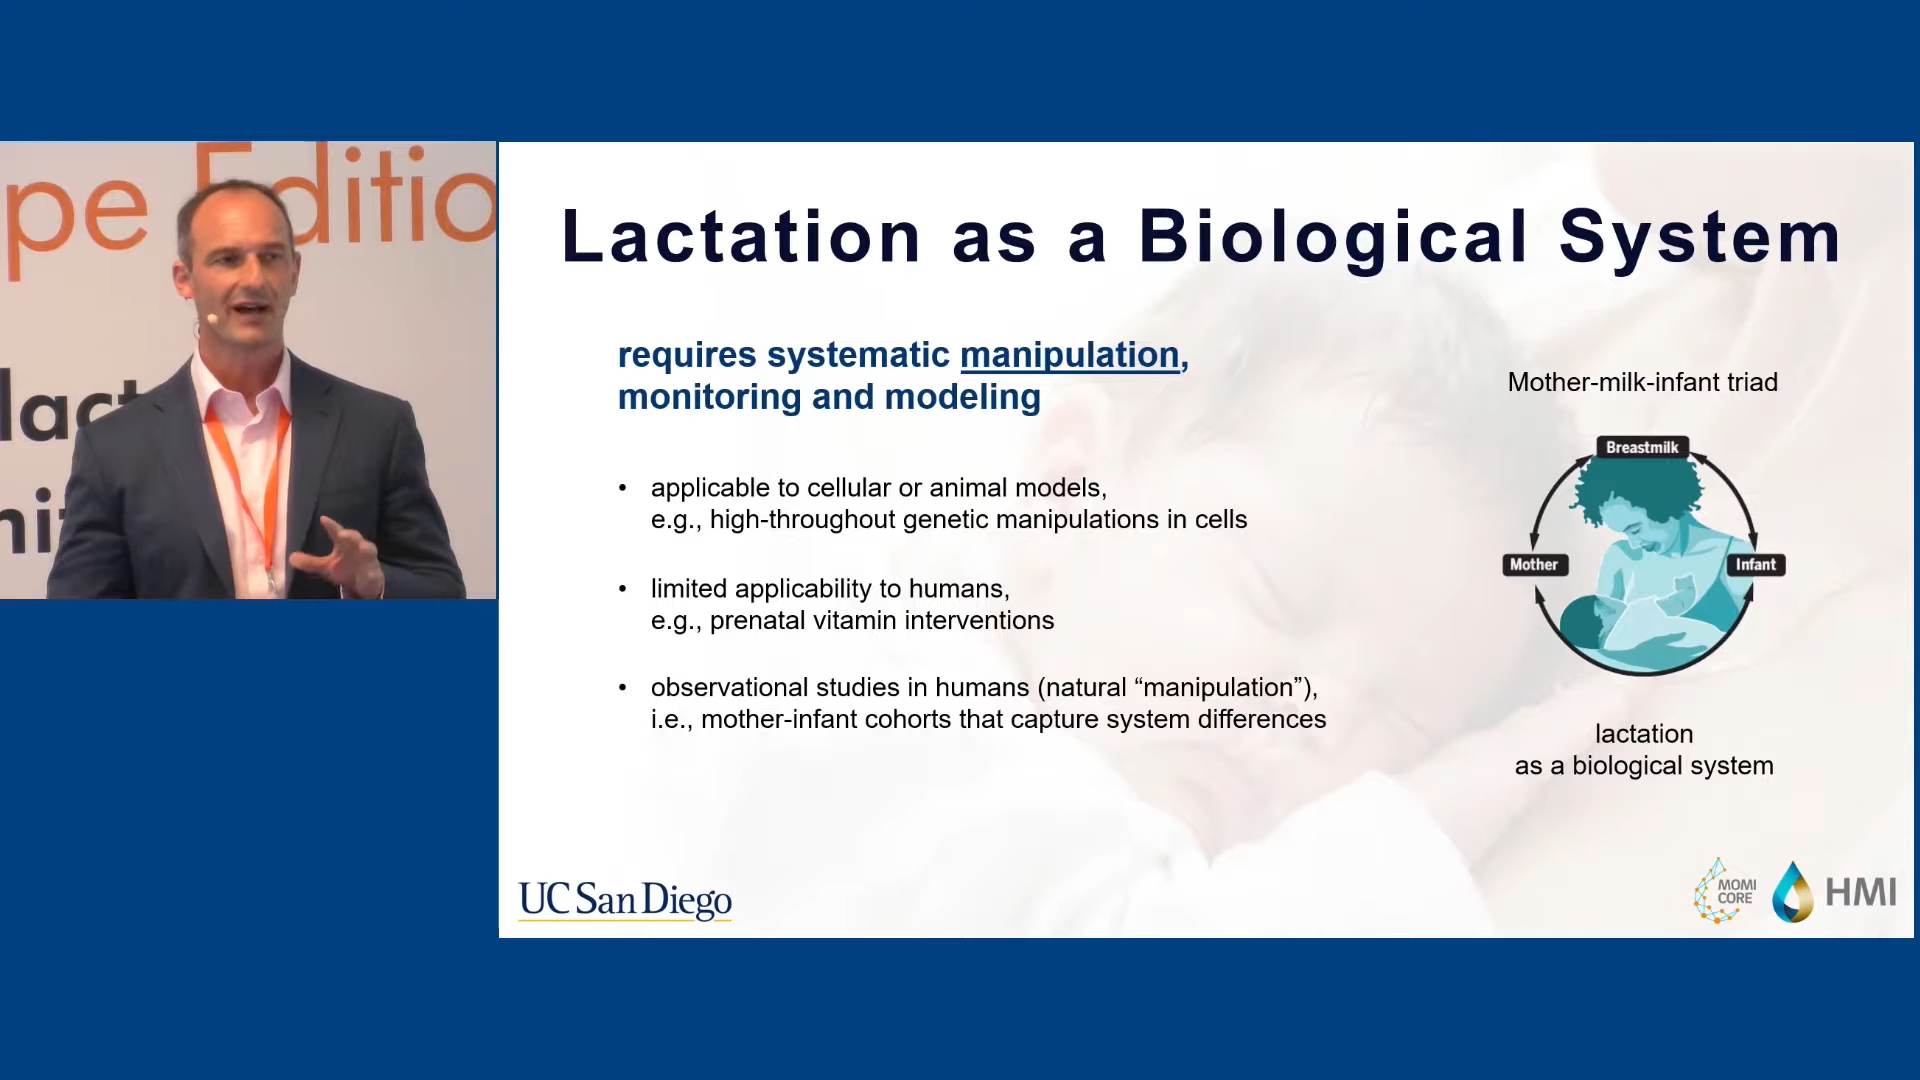 pe Editio
lact
nit
Lactation as a Biological System
requires systematic manipulation,
monitoring and modeling
• applicable to cellular or animal models,
e.g., high-throughout genetic manipulations in cells
• limited applicability to humans,
e.g., prenatal vitamin interventions
• observational studies in humans (natural “manipulation”),
i.e., mother-infant cohorts that capture system differences
Mother-milk-infant triad
Breastmilk
Mother
Infant
lactation
as a biological system
UC San Diego
MOMI
CORE
HMI